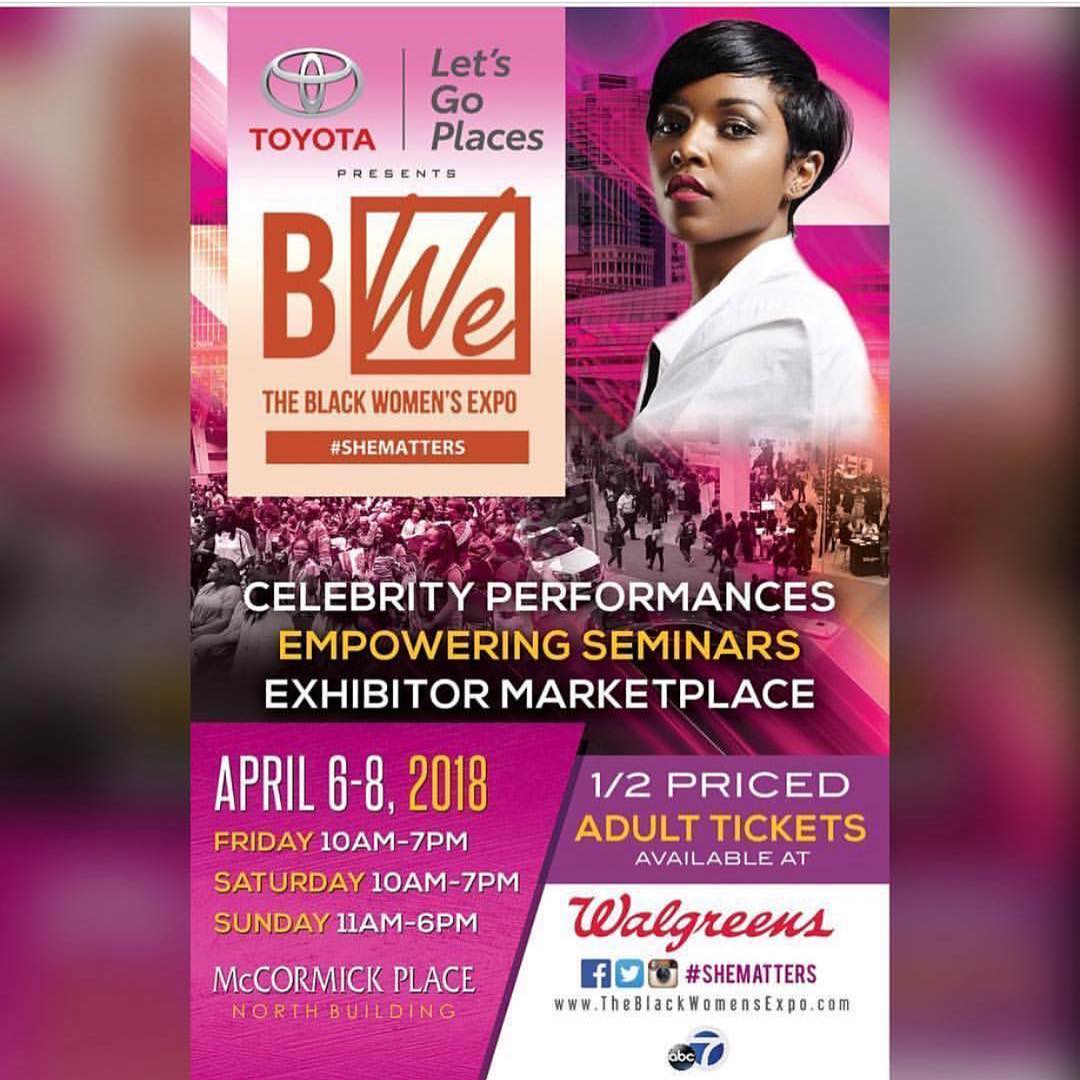 TOYOTA
Let's
Go
Places
PRESENTS
BWe
THE BLACK WOMEN'S EXPO
#SHEMATTERS
CELEBRITY PERFORMANCES
EMPOWERING SEMINARS
EXHIBITOR MARKETPLACE
APRIL 6-8, 2018
FRIDAY 10AM-7PM
SATURDAY 10AM-7PM
SUNDAY 11AM-6PM
McCORMICK PLACE
NORTH BUILDING
1/2 PRICED
ADULT TICKETS
AVAILABLE AT
Walgreens
#SHEMATTERS
www.TheBlackWomensExpo.com
abc 7